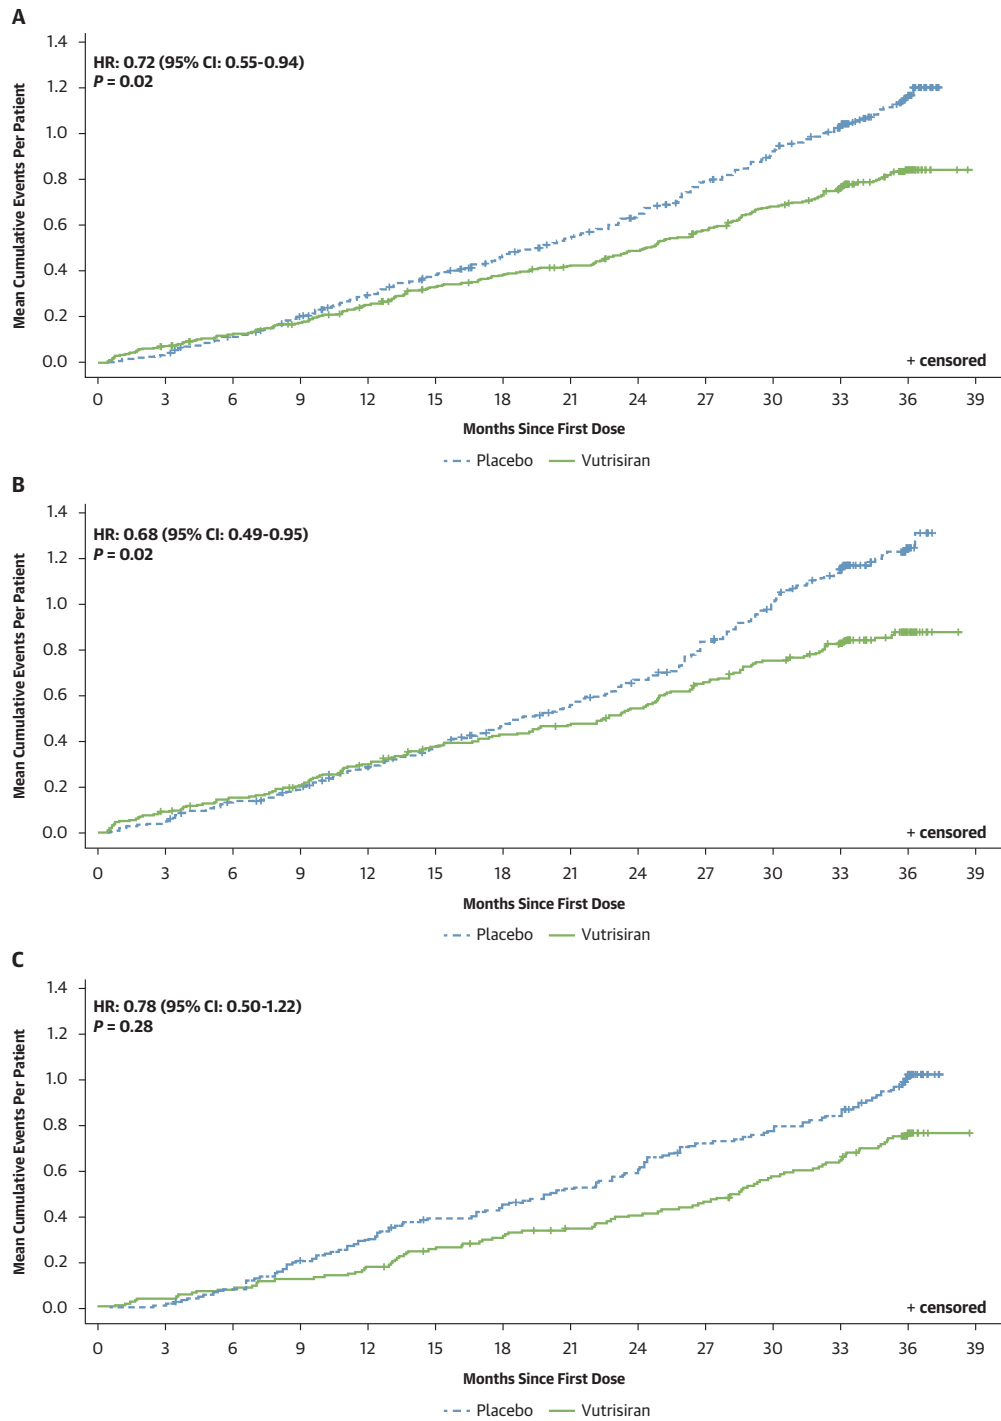 A
Mean Cumulative Events Per Patient
1.4
1.2
1.0
0.8
0.6
0.4
0.2
0.0
HR: 0.72 (95% CI: 0.55-0.94)
P = 0.02
+ censored
0 3 6 9 12 15 18 21 24 27 30 33 36 39
Months Since First Dose
Placebo Vutrisiran
B
Mean Cumulative Events Per Patient
1.4
1.2
1.0
0.8
0.6
0.4
0.2
0.0
HR: 0.68 (95% CI: 0.49-0.95)
P = 0.02
+ censored
0 3 6 9 12 15 18 21 24 27 30 33 36 39
Months Since First Dose
Placebo Vutrisiran
C
Mean Cumulative Events Per Patient
1.4
1.2
1.0
0.8
0.6
0.4
0.2
0.0
HR: 0.78 (95% CI: 0.50-1.22)
P = 0.28
+ censored
0 3 6 9 12 15 18 21 24 27 30 33 36 39
Months Since First Dose
Placebo Vutrisiran